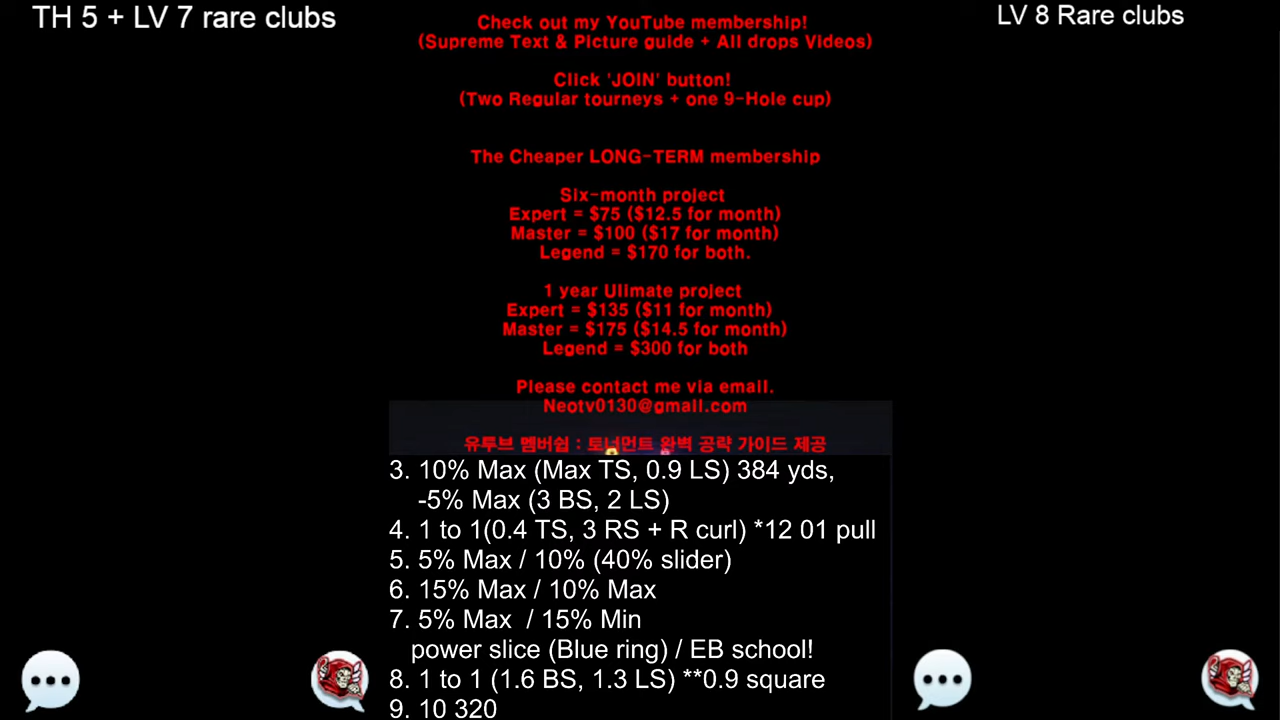 TH 5 + LV 7 rare clubs
Check out my YouTube membership!
(Supreme Text & Picture guide + All drops Videos)
Click 'JOIN' button!
(Two Regular tourneys + one 9-Hole cup)
The Cheaper LONG-TERM membership
Six-month project
Expert = $75 ($12.5 for month)
Master = $100 ($17 for month)
Legend = $170 for both.
1 year Ulimate project
Expert = $135 ($11 for month)
Master = $175 ($14.5 for month)
Legend = $300 for both
Please contact me via email.
Neotv0130@gmail.com
유투브 멤버쉽 : 토너먼트 완벽 공략 가이드 제공
3. 10% Max (Max TS, 0.9 LS) 384 yds,
-5% Max (3 BS, 2 LS)
4. 1 to 1(0.4 TS, 3 RS + R curl) *12 01 pull
5. 5% Max / 10% (40% slider)
6. 15% Max / 10% Max
7. 5% Max / 15% Min
power slice (Blue ring) / EB school!
8. 1 to 1 (1.6 BS, 1.3 LS) **0.9 square
9. 10 320
LV 8 Rare clubs